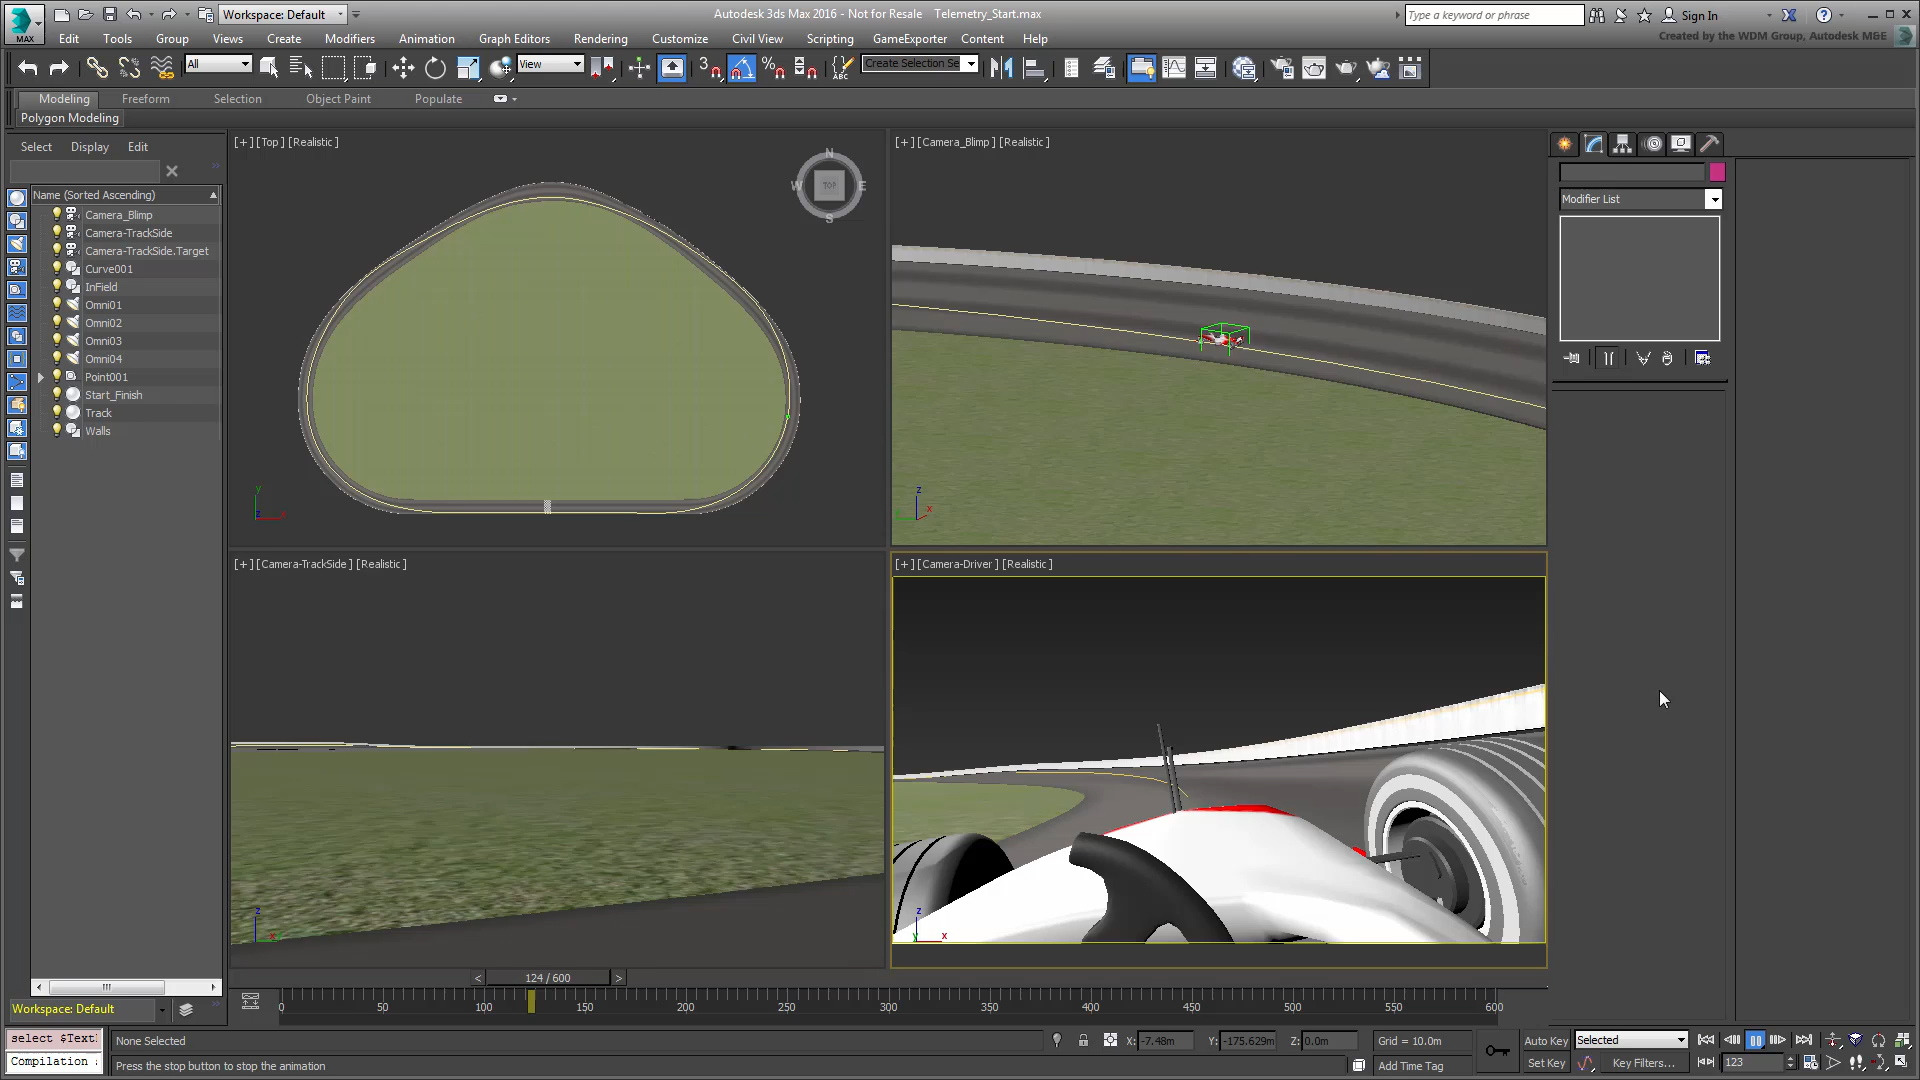 MAX
Workspace: Default
Autodesk 3ds Max 2016 - Not for Resale Telemetry_Start.max
Type a keyword or phrase
Sign In
Edit Tools Group Views Create Modifiers Animation Graph Editors Rendering Customize Civil View Scripting GameExporter Content Help
Created by the WDM Group, Autodesk M&E
All
View
3
ABC
Create Selection Se
Modeling Freeform Selection Object Paint Populate
Polygon Modeling
Select Display Edit
Name (Sorted Ascending)
Camera_Blimp
Camera-TrackSide
Camera-TrackSide.Target
Curve001
InField
Omni01
Omni02
Omni03
Omni04
Point001
Start_Finish
Track
Walls
Workspace: Default
[+] [Top] [Realistic]
N
W TOP E
S
y
z x
[+] [Camera_Blimp] [Realistic]
z
x
[+] [Camera-TrackSide] [Realistic]
z
x
[+] [Camera-Driver] [Realistic]
z
y x
Modifier List
< 124 / 600 >
0 50 100 150 200 250 300 350 400 450 500 550 600
select $Text
Compilation
None Selected
X: -7.48m Y: -175.629m Z: 0.0m
Grid = 10.0m
Auto Key
Selected
Press the stop button to stop the animation
Add Time Tag
Set Key
Key Filters...
123